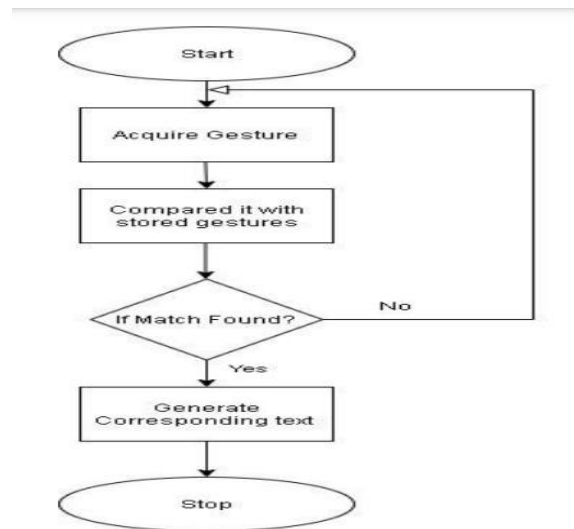 Start
Acquire Gesture
Compared it with
stored gestures
If Match Found?
No
Yes
Generate
Corresponding text
Stop